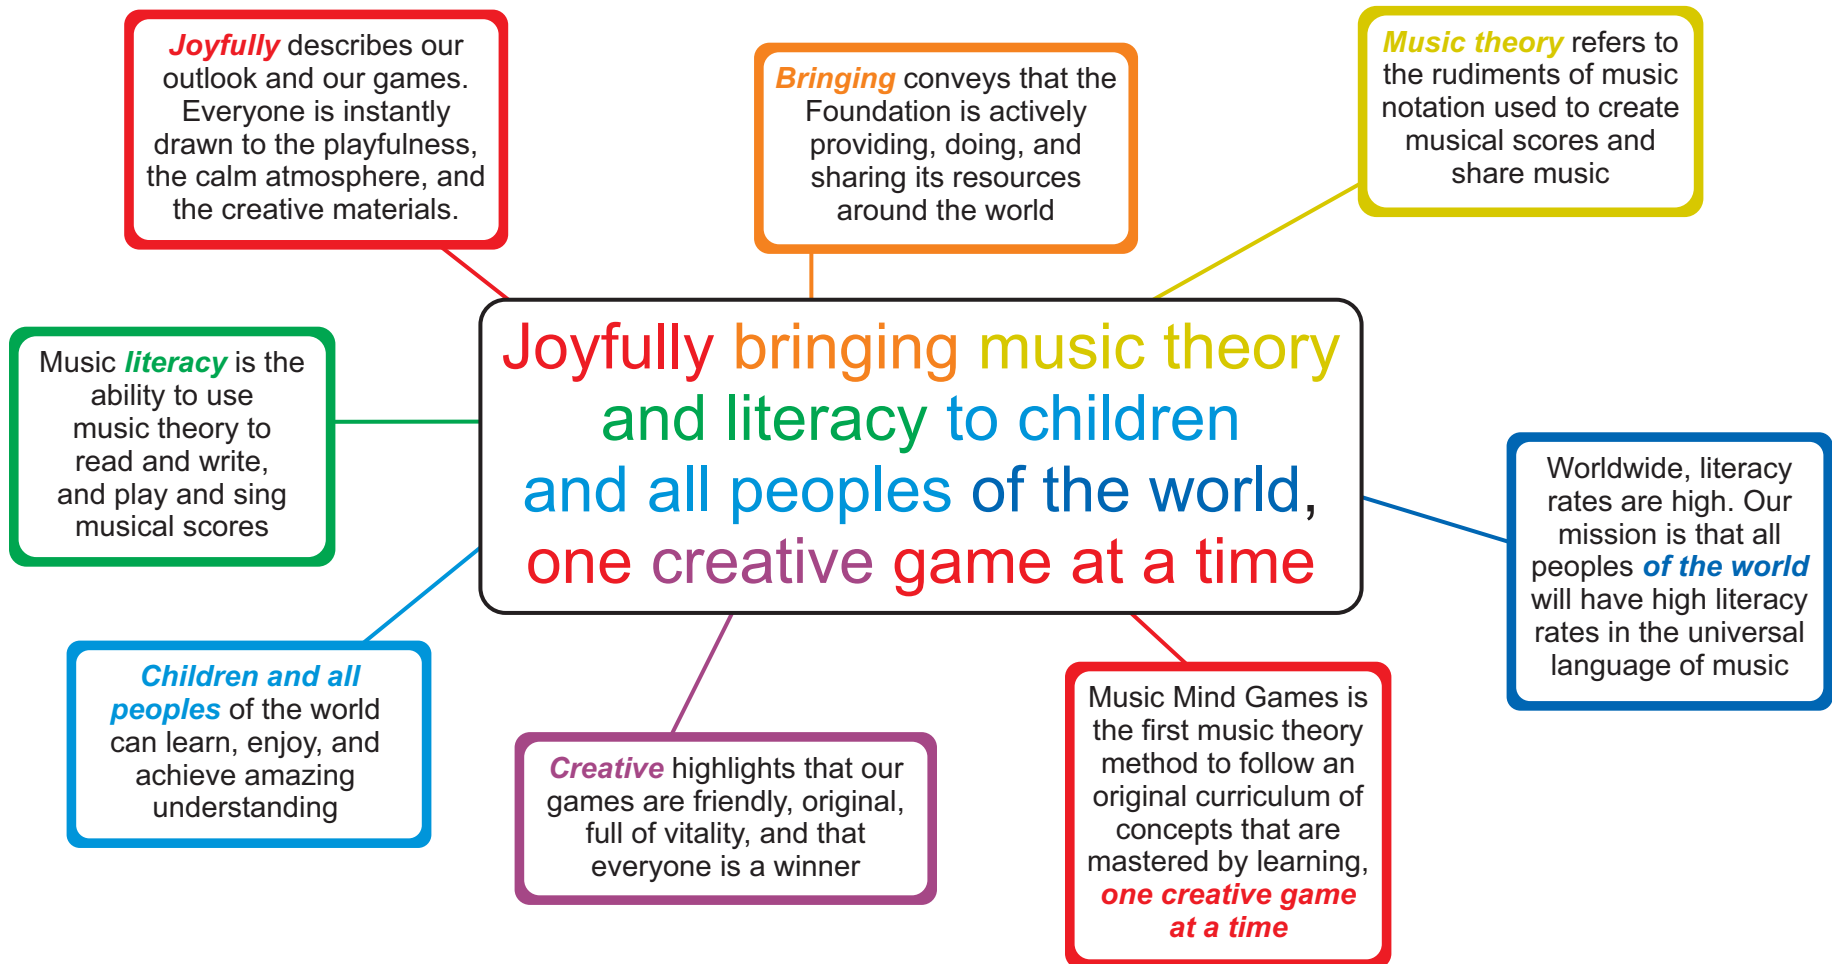 Joyfully describes our
outlook and our games.
Everyone is instantly
drawn to the playfulness,
the calm atmosphere, and
the creative materials.
Bringing conveys that the
Foundation is actively
providing, doing, and
sharing its resources
around the world
Music theory refers to
the rudiments of music
notation used to create
musical scores and
share music
Joyfully bringing music theory
and literacy to children
and all peoples of the world,
one creative game at a time
Music literacy is the
ability to use
music theory to
read and write,
and play and sing
musical scores
Worldwide, literacy
rates are high. Our
mission is that all
peoples of the world
will have high literacy
rates in the universal
language of music
Children and all
peoples of the world
can learn, enjoy, and
achieve amazing
understanding
Creative highlights that our
games are friendly, original,
full of vitality, and that
everyone is a winner
Music Mind Games is
the first music theory
method to follow an
original curriculum of
concepts that are
mastered by learning,
one creative game
at a time